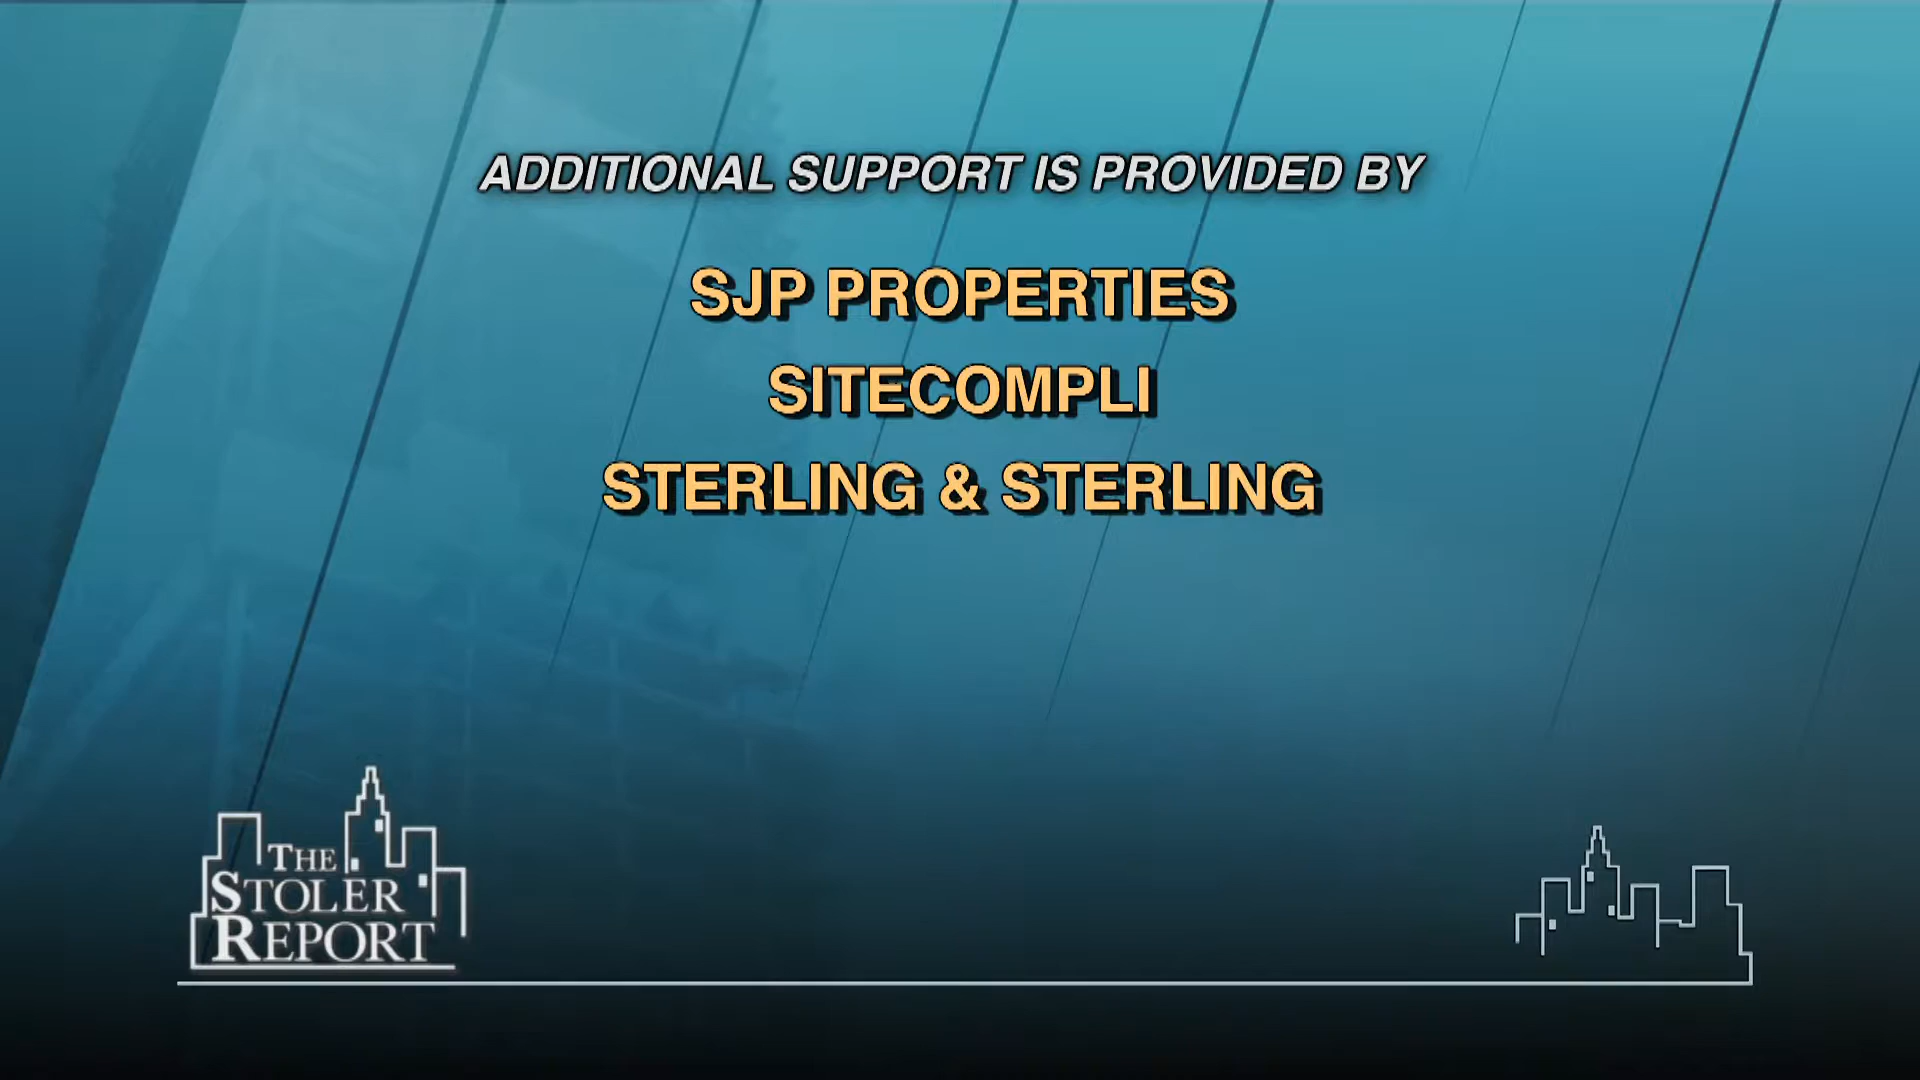 ADDITIONAL SUPPORT IS PROVIDED BY
SJP PROPERTIES
SITECOMPLI
STERLING & STERLING
THE
STOLER
REPORT